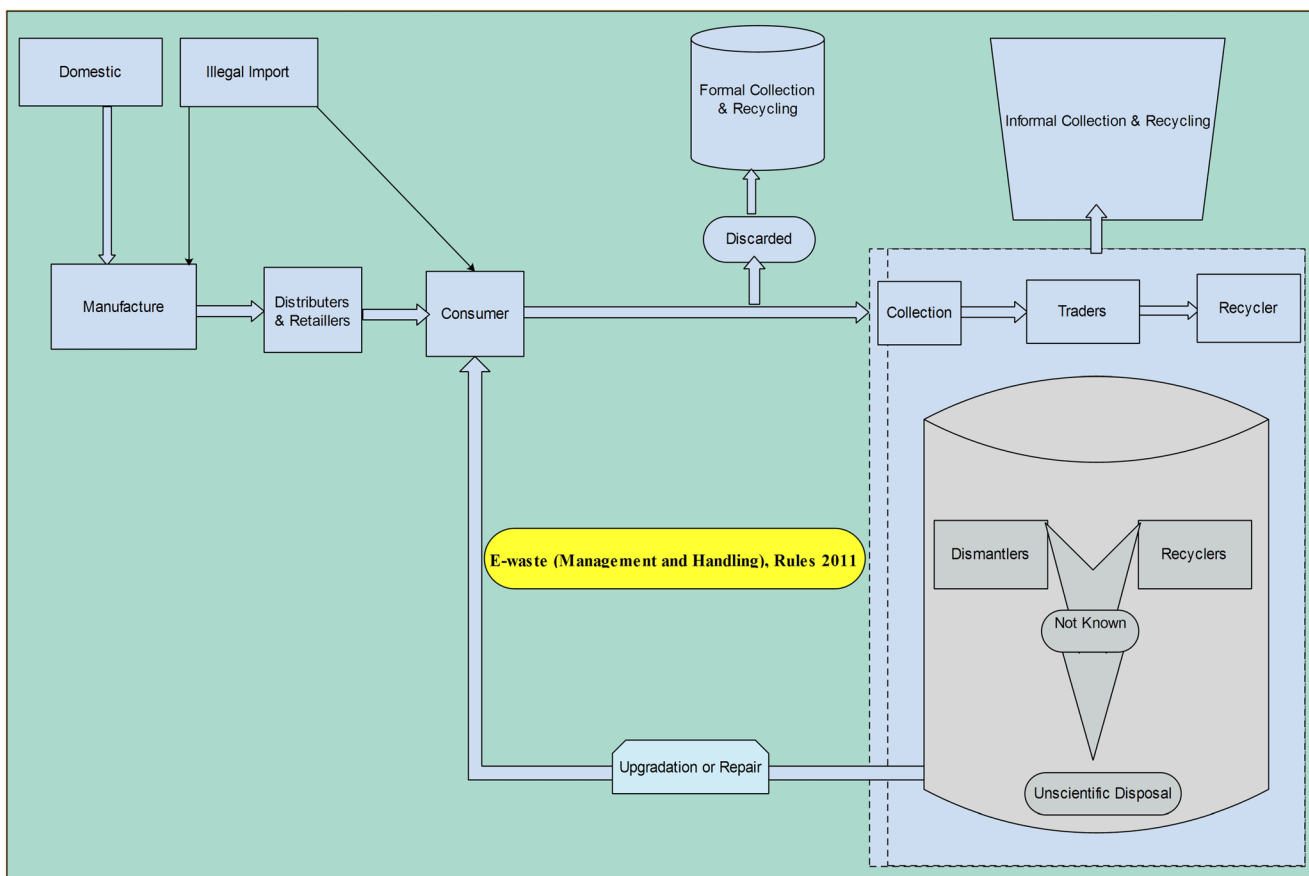 Domestic
Illegal Import
Formal Collection
& Recycling
Informal Collection & Recycling
Discarded
Manufacture
Distributers
& Retaillers
Consumer
Collection
Traders
Recycler
E-waste (Management and Handling), Rules 2011
Dismantlers
Recyclers
Not Known
Upgradation or Repair
Unscientific Disposal